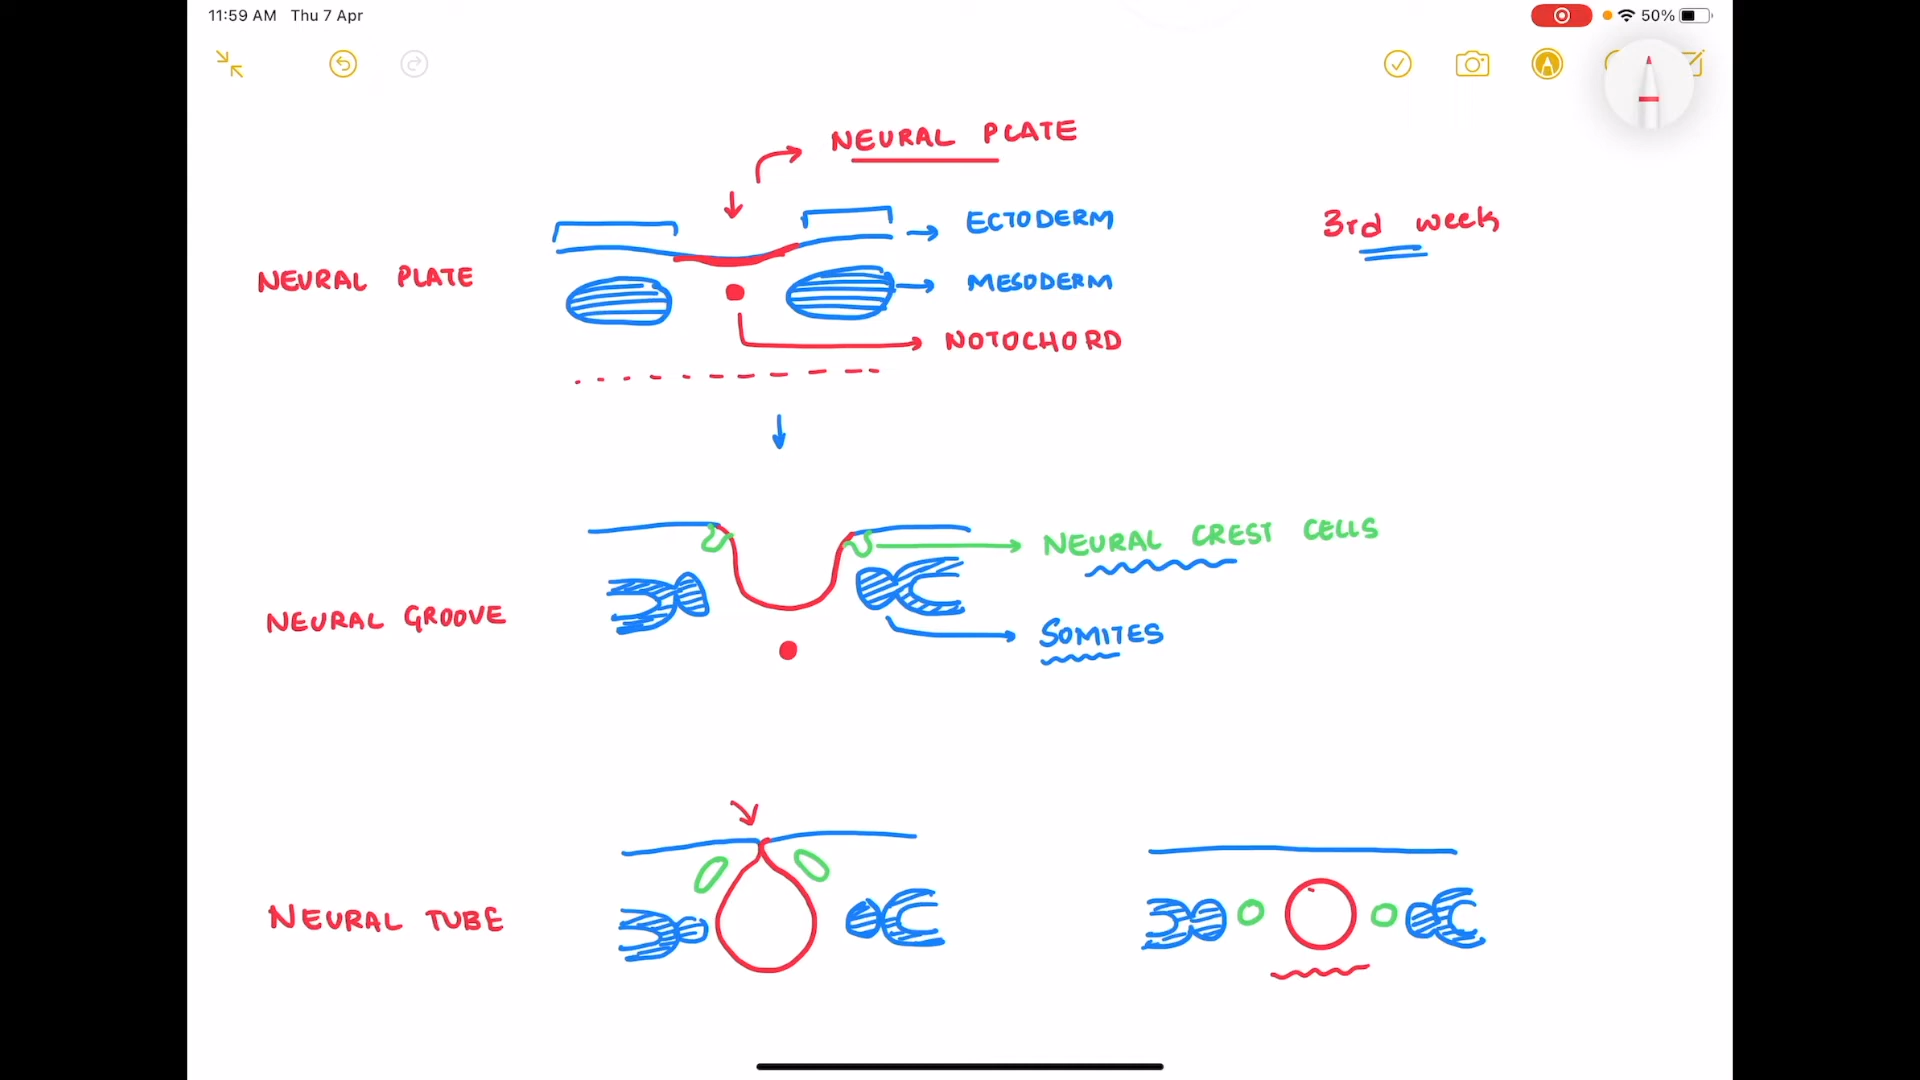 11:59 AM Thu 7 Apr
50%
NEURAL PLATE
ECTODERM
3rd week
NEURAL PLATE
MESODERM
NOTOCHORD
NEURAL CREST CELLS
NEURAL GROOVE
SOMITES
NEURAL TUBE